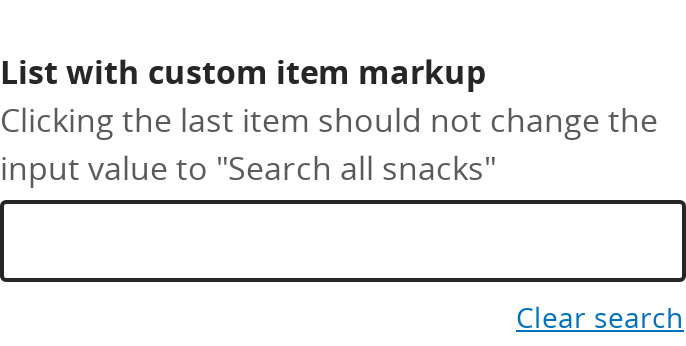 List with custom item markup
Clicking the last item should not change the
input value to "Search all snacks"
Clear search